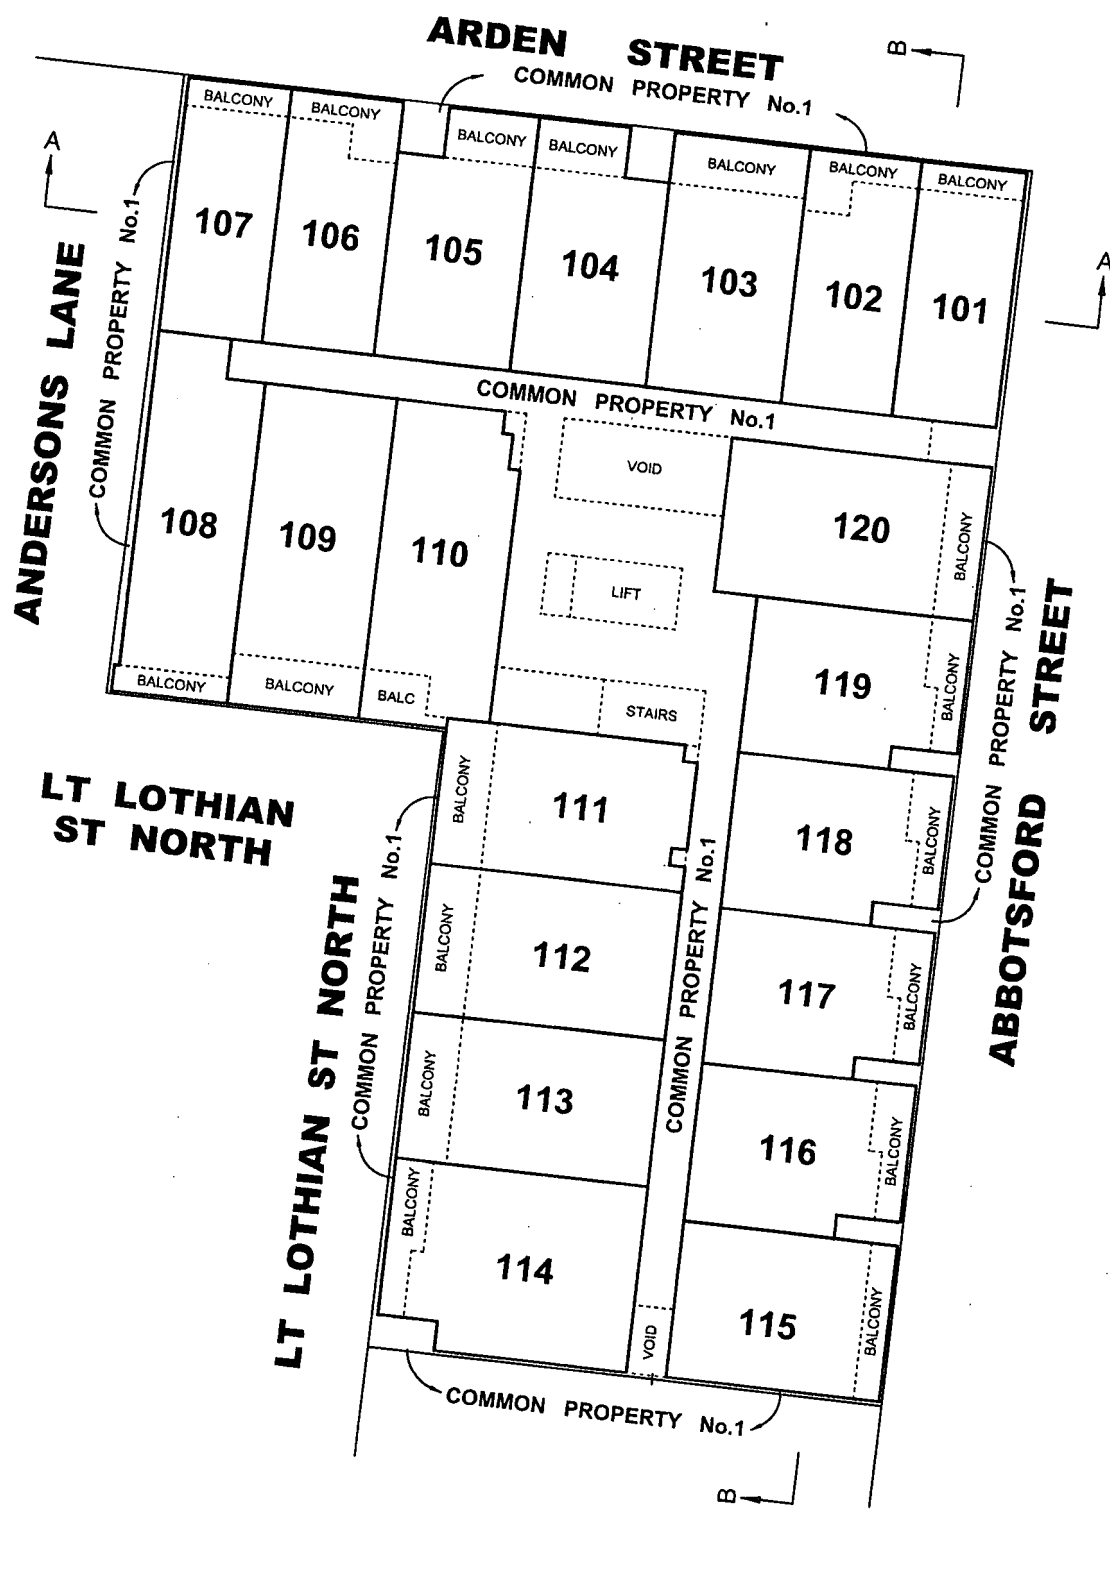 ARDEN STREET
COMMON PROPERTY No.1
B
B
A
A
BALCONY
BALCONY
BALCONY
BALCONY
BALCONY
BALCONY
BALCONY
107
106
105
104
103
102
101
ANDERSONS LANE
COMMON PROPERTY No.1
COMMON PROPERTY No.1
VOID
LIFT
STAIRS
108
109
110
120
BALCONY
BALCONY
BALCONY
BALC
119
BALCONY
COMMON PROPERTY No.1
ABBOTSFORD STREET
LT LOTHIAN
ST NORTH
LT LOTHIAN ST NORTH
COMMON PROPERTY No.1
BALCONY
111
COMMON PROPERTY No.1
118
BALCONY
BALCONY
112
117
BALCONY
BALCONY
113
116
BALCONY
BALCONY
114
VOID
115
BALCONY
BALCONY
COMMON PROPERTY No.1